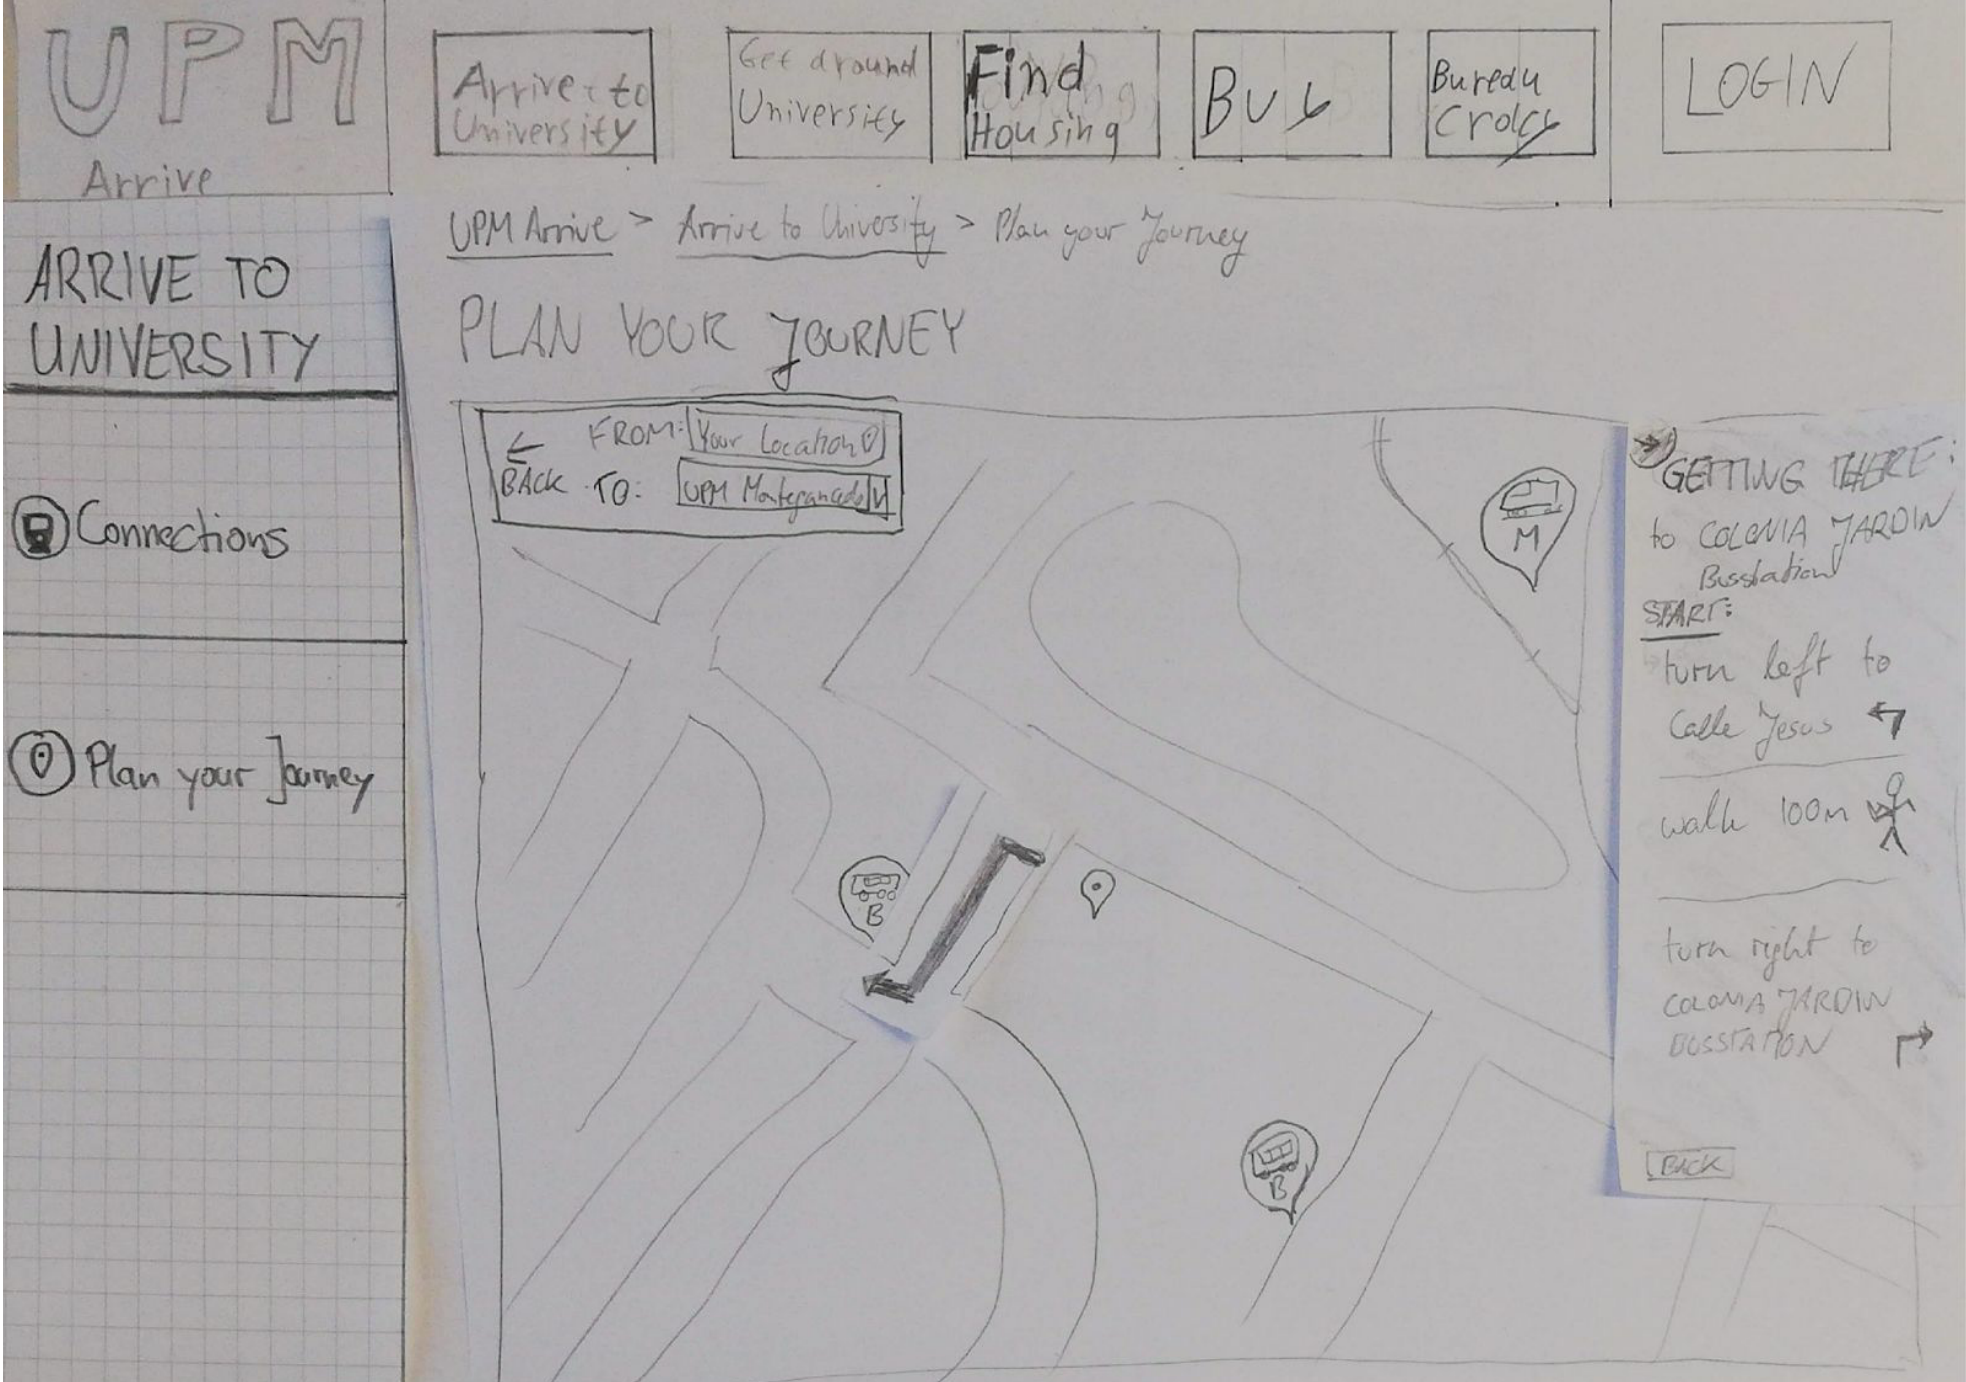 UPM
Arrive
Arrive to
University
Get around
University
Find
Housing
Bus
Bureau
Cracy
LOGIN
UPM Arrive > Arrive to University > Plan your Journey
ARRIVE TO
UNIVERSITY
Connections
Plan your Journey
PLAN YOUR JOURNEY
← FROM: Your Location
BACK TO: UPM Montegancedo V
M
B
B
→ GETTING THERE:
to COLONIA JARDIN
Busstation
START:
turn left to
Calle Jesus
walk 100m
turn right to
COLONIA JARDIN
BUSSTATION
BACK